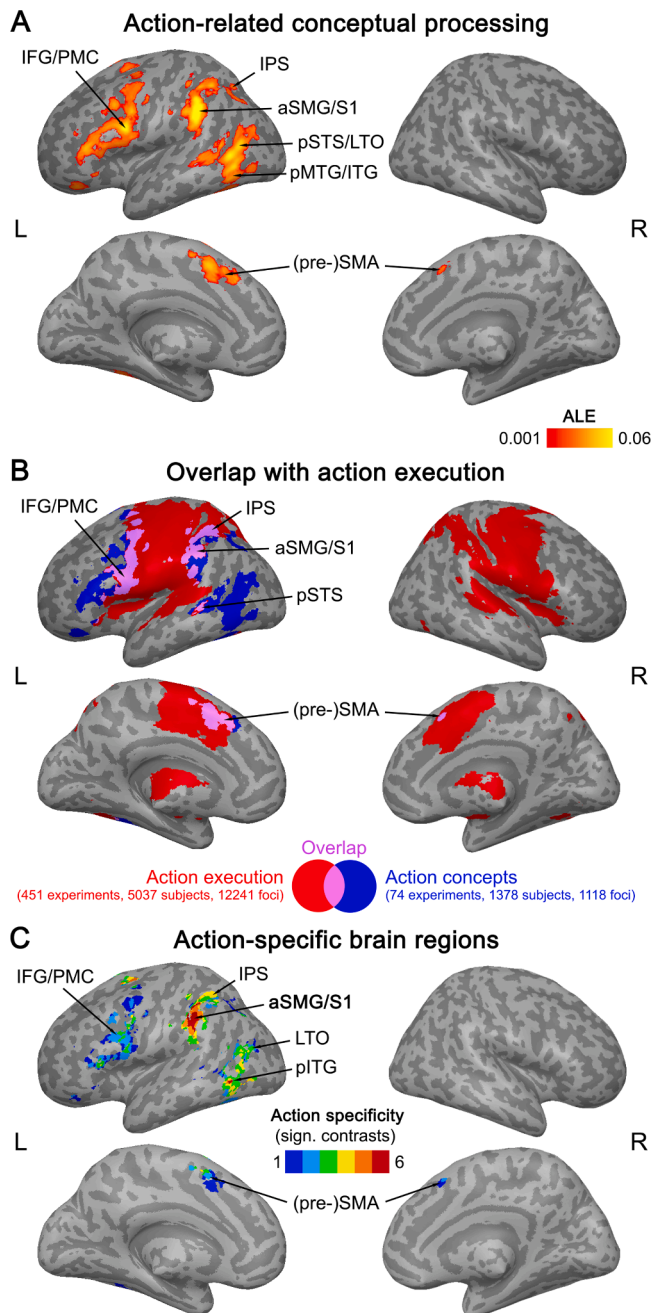 A Action-related conceptual processing
IFG/PMC
IPS
aSMG/S1
pSTS/LTO
pMTG/ITG
L
R
(pre-)SMA
ALE
0.001 0.06
B Overlap with action execution
IFG/PMC
IPS
aSMG/S1
pSTS
L
R
(pre-)SMA
Overlap
Action execution Action concepts
(451 experiments, 5037 subjects, 12241 foci) (74 experiments, 1378 subjects, 1118 foci)
C Action-specific brain regions
IFG/PMC
IPS
aSMG/S1
LTO
pITG
Action specificity
(sign. contrasts)
1 6
L
R
(pre-)SMA